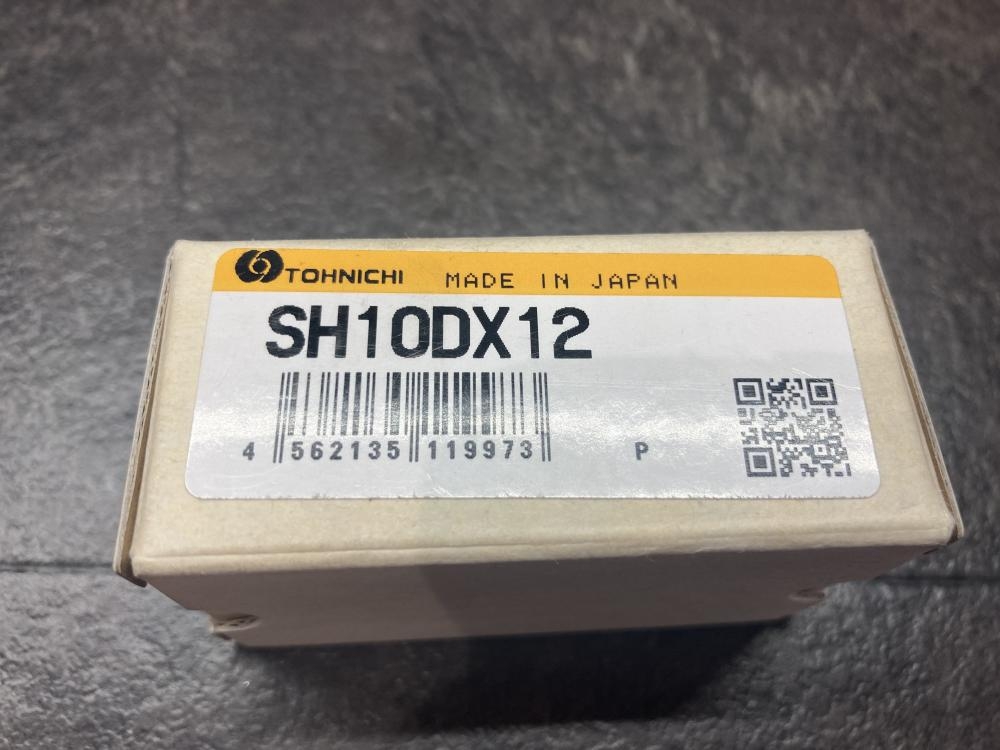 TOHNICHI MADE IN JAPAN
SH10DX12
4 562135 119973 P